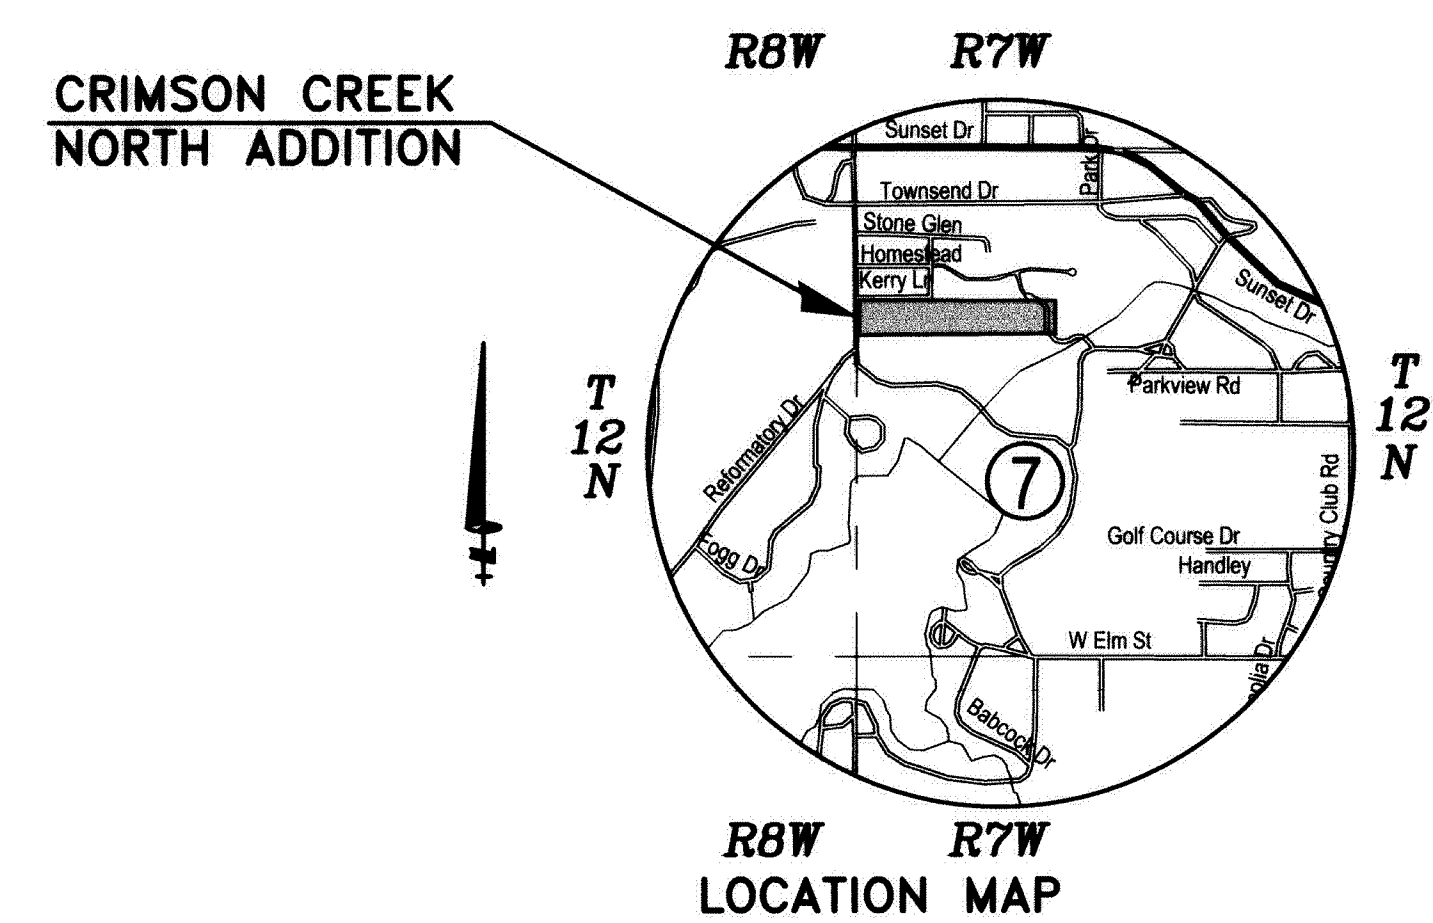 R8W R7W
CRIMSON CREEK
NORTH ADDITION
Sunset Dr
Park Dr
Townsend Dr
Stone Glen
Homestead
Kerry Ln
Sunset Dr
Parkview Rd
T
12
N
T
12
N
Reformatory Dr
7
Country Club Rd
Fogg Dr
Golf Course Dr
Handley
W Elm St
olia Dr
Babcock Dr
R8W R7W
LOCATION MAP